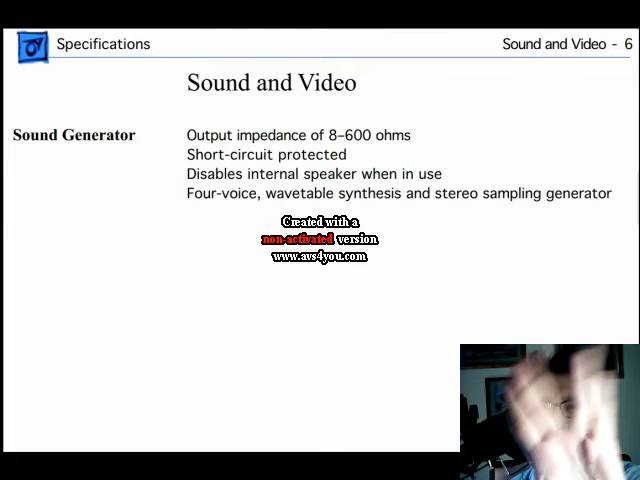 Specifications
Sound and Video - 6
Sound and Video
Sound Generator
Output impedance of 8–600 ohms
Short-circuit protected
Disables internal speaker when in use
Four-voice, wavetable synthesis and stereo sampling generator
Created with a
non-activated version
www.avs4you.com